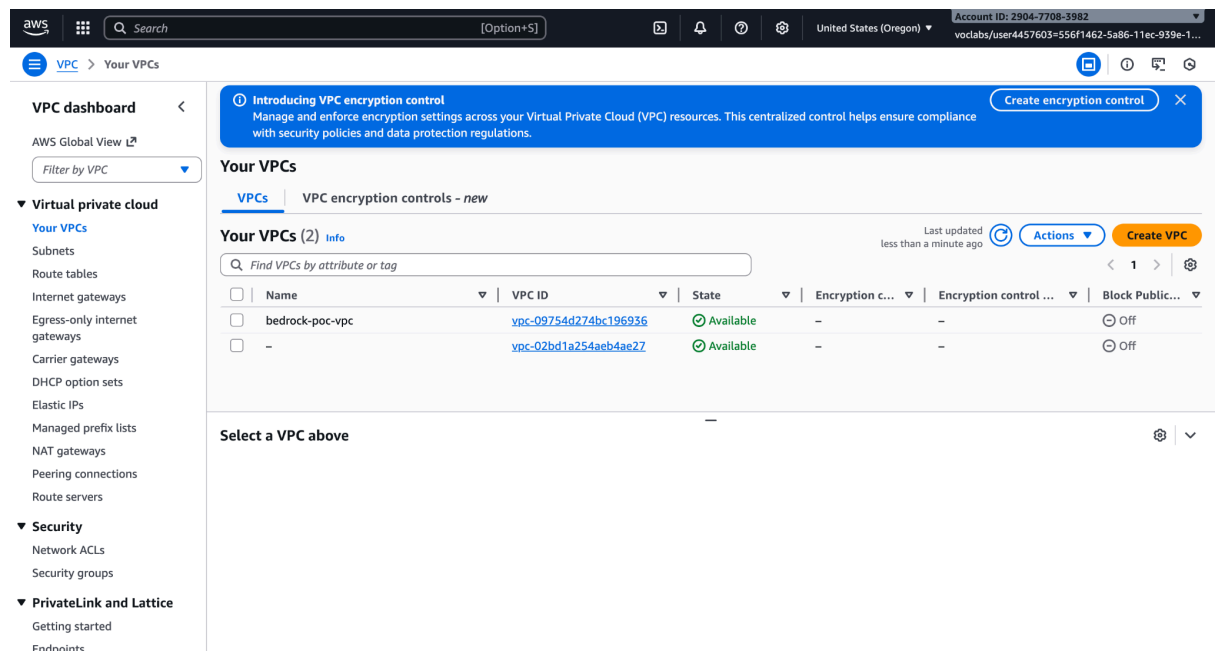 aws
Search [Option+S]
United States (Oregon)
Account ID: 2904-7708-3982
voclabs/user4457603=556f1462-5a86-11ec-939e-1...
VPC > Your VPCs
VPC dashboard
AWS Global View
Filter by VPC
Virtual private cloud
Your VPCs
Subnets
Route tables
Internet gateways
Egress-only internet
gateways
Carrier gateways
DHCP option sets
Elastic IPs
Managed prefix lists
NAT gateways
Peering connections
Route servers
Security
Network ACLs
Security groups
PrivateLink and Lattice
Getting started
Endpoints
Introducing VPC encryption control
Manage and enforce encryption settings across your Virtual Private Cloud (VPC) resources. This centralized control helps ensure compliance
with security policies and data protection regulations.
Create encryption control
Your VPCs
VPCs VPC encryption controls - new
Your VPCs (2) Info
Last updated
less than a minute ago
Actions
Create VPC
Find VPCs by attribute or tag
1
Name VPC ID State Encryption c... Encryption control ... Block Public...
bedrock-poc-vpc vpc-09754d274bc196936 Available – – Off
– vpc-02bd1a254aeb4ae27 Available – – Off
Select a VPC above